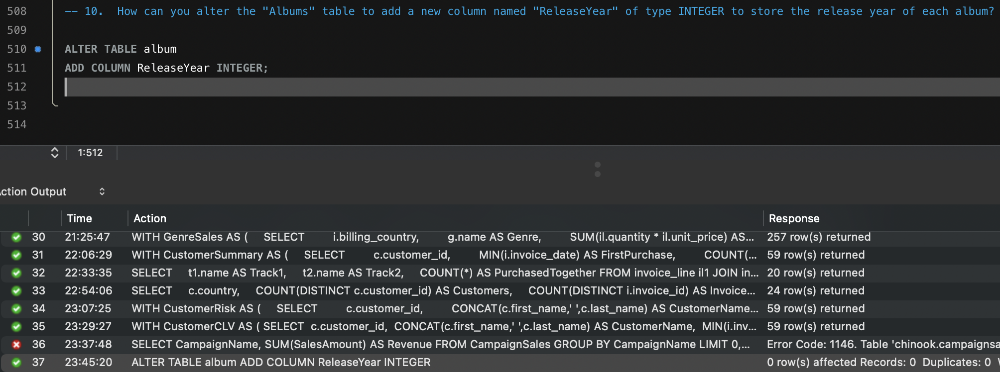 508 -- 10.  How can you alter the "Albums" table to add a new column named "ReleaseYear" of type INTEGER to store the release year of each album?
509
510 ALTER TABLE album
511 ADD COLUMN ReleaseYear INTEGER;
512
513
514
1:512
ction Output
Time Action Response
30 21:25:47 WITH GenreSales AS (     SELECT         i.billing_country,         g.name AS Genre,         SUM(il.quantity * il.unit_price) AS... 257 row(s) returned
31 22:06:29 WITH CustomerSummary AS (     SELECT         c.customer_id,         MIN(i.invoice_date) AS FirstPurchase,         COUNT(... 59 row(s) returned
32 22:33:35 SELECT     t1.name AS Track1,     t2.name AS Track2,     COUNT(*) AS PurchasedTogether FROM invoice_line il1 JOIN in... 20 row(s) returned
33 22:54:06 SELECT     c.country,     COUNT(DISTINCT c.customer_id) AS Customers,     COUNT(DISTINCT i.invoice_id) AS Invoice... 24 row(s) returned
34 23:07:25 WITH CustomerRisk AS (     SELECT         c.customer_id,         CONCAT(c.first_name,' ',c.last_name) AS CustomerName... 59 row(s) returned
35 23:29:27 WITH CustomerCLV AS ( SELECT  c.customer_id,  CONCAT(c.first_name,' ',c.last_name) AS CustomerName,  MIN(i.inv... 59 row(s) returned
36 23:37:48 SELECT CampaignName, SUM(SalesAmount) AS Revenue FROM CampaignSales GROUP BY CampaignName LIMIT 0,... Error Code: 1146. Table 'chinook.campaignsa
37 23:45:20 ALTER TABLE album ADD COLUMN ReleaseYear INTEGER 0 row(s) affected Records: 0  Duplicates: 0